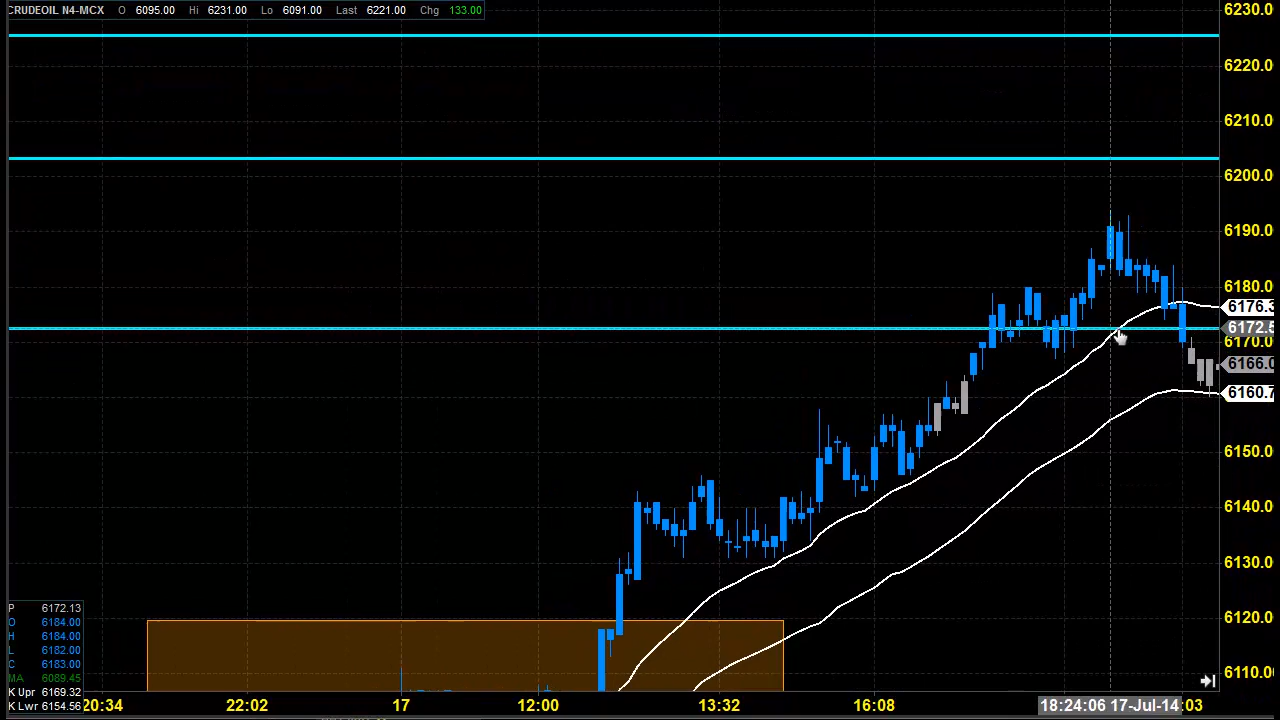 CRUDEOIL N4-MCX O 6095.00 Hi 6231.00 Lo 6091.00 Last 6221.00 Chg 133.00
6230.0
6220.0
6210.0
6200.0
6190.0
6180.0
6176.3
6172.5
6170.0
6166.0
6160.7
6150.0
6140.0
6130.0
6120.0
6110.0
P 6172.13
O 6184.00
H 6184.00
L 6182.00
C 6183.00
MA 6089.45
K Upr 6169.32
K Lwr 6154.56
20:34 22:02 17 12:00 13:32 16:08 18:24:06 17-Jul-14 :03